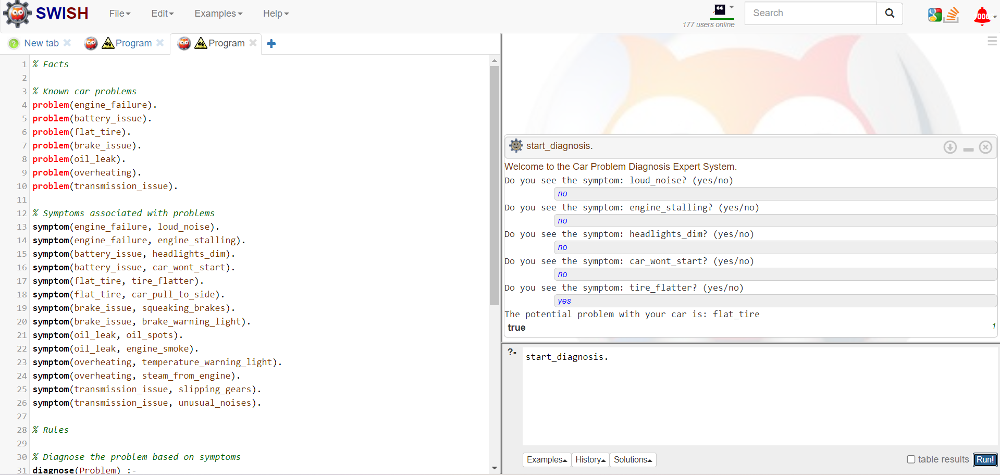 SWISH File Edit Examples Help
177 users online
Search
New tab Program Program
1 % Facts
2
3 % Known car problems
4 problem(engine_failure).
5 problem(battery_issue).
6 problem(flat_tire).
7 problem(brake_issue).
8 problem(oil_leak).
9 problem(overheating).
10 problem(transmission_issue).
11
12 % Symptoms associated with problems
13 symptom(engine_failure, loud_noise).
14 symptom(engine_failure, engine_stalling).
15 symptom(battery_issue, headlights_dim).
16 symptom(battery_issue, car_wont_start).
17 symptom(flat_tire, tire_flatter).
18 symptom(flat_tire, car_pull_to_side).
19 symptom(brake_issue, squeaking_brakes).
20 symptom(brake_issue, brake_warning_light).
21 symptom(oil_leak, oil_spots).
22 symptom(oil_leak, engine_smoke).
23 symptom(overheating, temperature_warning_light).
24 symptom(overheating, steam_from_engine).
25 symptom(transmission_issue, slipping_gears).
26 symptom(transmission_issue, unusual_noises).
27
28 % Rules
29
30 % Diagnose the problem based on symptoms
31 diagnose(Problem) :-
start_diagnosis.
Welcome to the Car Problem Diagnosis Expert System.
Do you see the symptom: loud_noise? (yes/no)
no
Do you see the symptom: engine_stalling? (yes/no)
no
Do you see the symptom: headlights_dim? (yes/no)
no
Do you see the symptom: car_wont_start? (yes/no)
no
Do you see the symptom: tire_flatter? (yes/no)
yes
The potential problem with your car is: flat_tire
true 1
?- start_diagnosis.
Examples History Solutions table results Run!